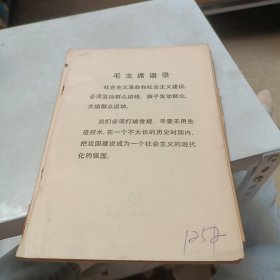 毛主席语录
社会主义革命和社会主义建设，
必须坚持群众路线，放手发动群众，
大搞群众运动。
我们必须打破常规，尽量采用先
进技术，在一个不太长的历史时期内，
把我国建设成为一个社会主义的现代
化的强国。